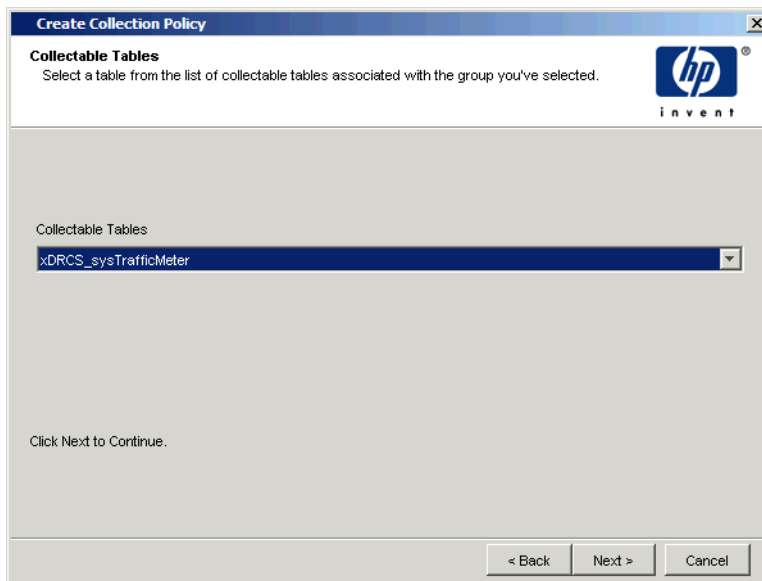 Create Collection Policy
Collectable Tables
Select a table from the list of collectable tables associated with the group you've selected.
hp
®
invent
Collectable Tables
xDRCS_sysTrafficMeter
Click Next to Continue.
< Back
Next >
Cancel